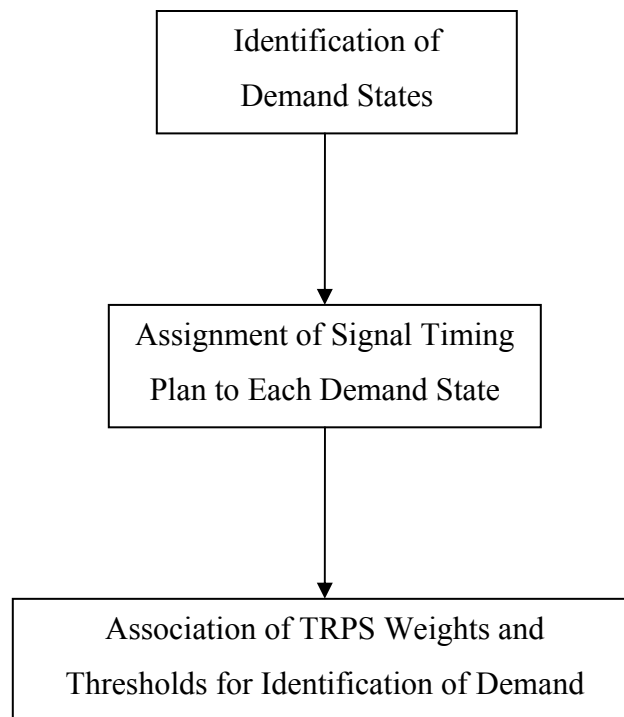 Identification of
Demand States
Assignment of Signal Timing
Plan to Each Demand State
Association of TRPS Weights and
Thresholds for Identification of Demand